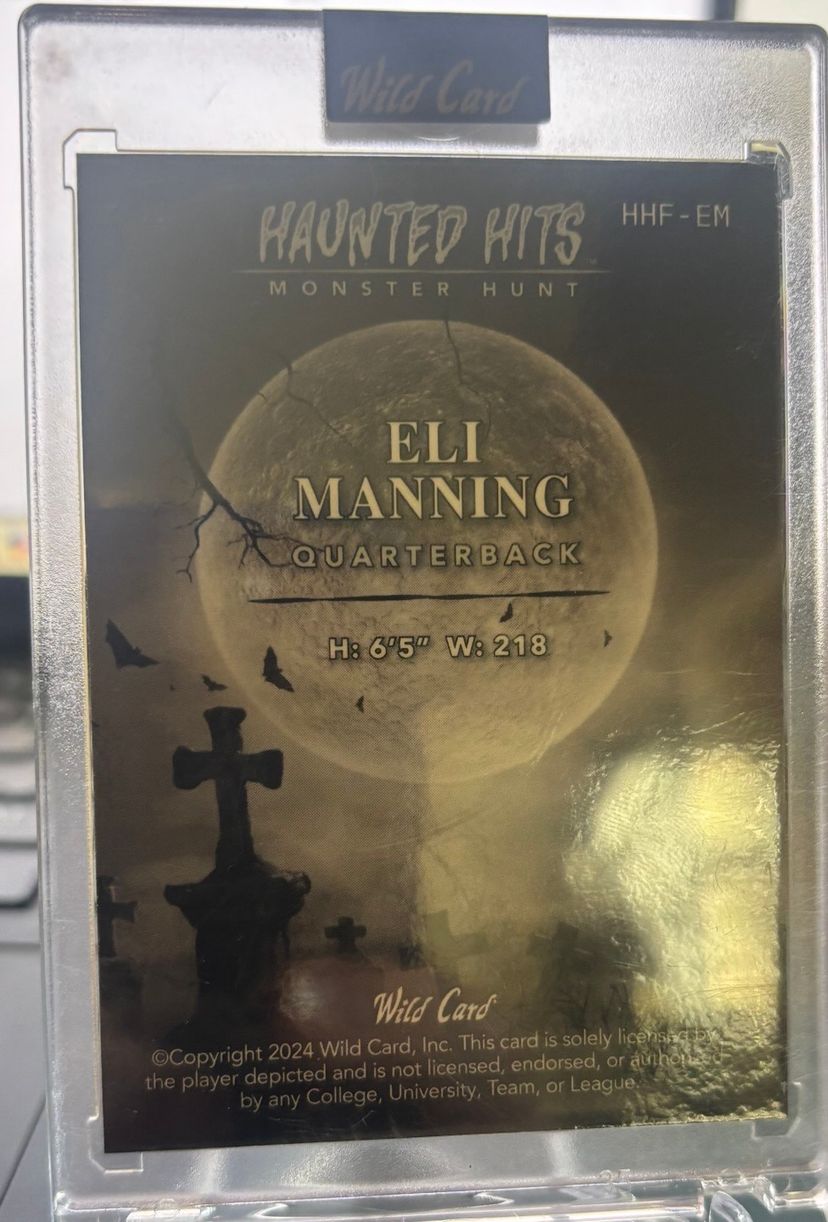 Wild Card
HAUNTED HITS™
HHF-EM
MONSTER HUNT
ELI
MANNING
QUARTERBACK
H: 6'5" W: 218
Wild Card
©Copyright 2024 Wild Card, Inc. This card is solely licensed by
the player depicted and is not licensed, endorsed, or authorized
by any College, University, Team, or League.